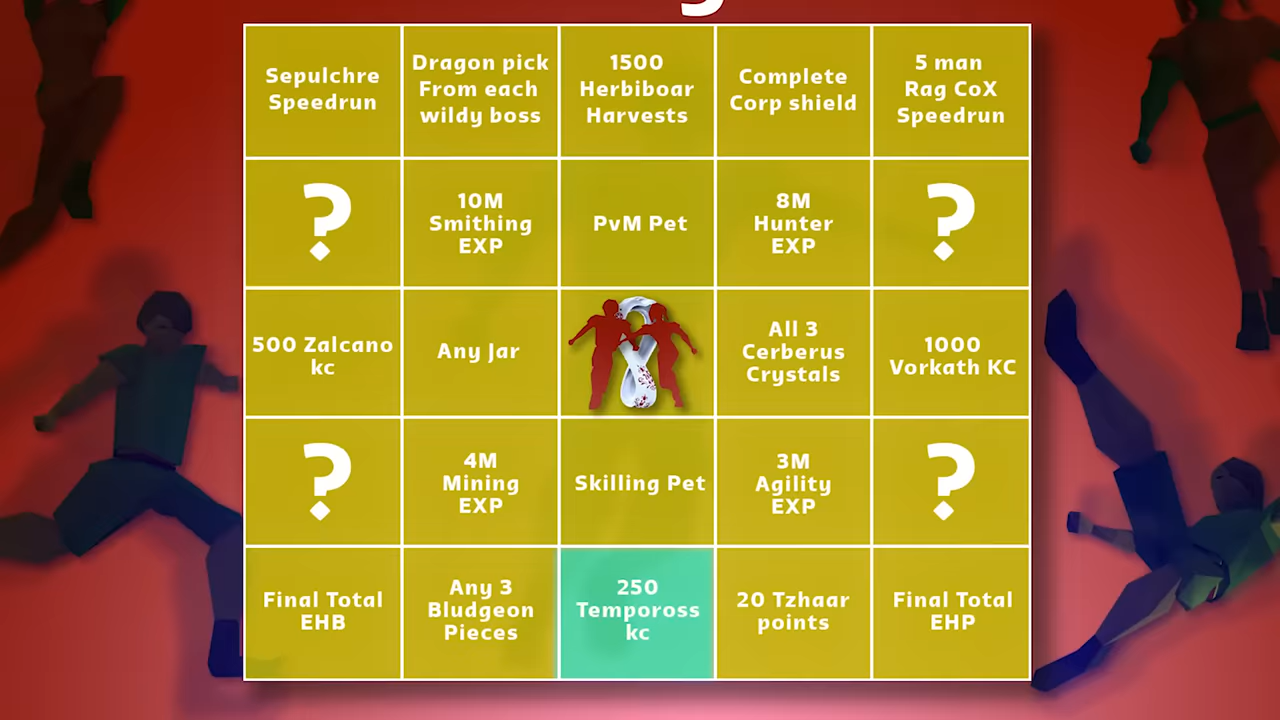 Sepulchre
Speedrun
Dragon pick
From each
wildy boss
1500
Herbiboar
Harvests
Complete
Corp shield
5 man
Rag CoX
Speedrun
?
10M
Smithing
EXP
PvM Pet
8M
Hunter
EXP
?
500 Zalcano
kc
Any Jar
All 3
Cerberus
Crystals
1000
Vorkath KC
?
4M
Mining
EXP
Skilling Pet
3M
Agility
EXP
?
Final Total
EHB
Any 3
Bludgeon
Pieces
250
Tempoross
kc
20 Tzhaar
points
Final Total
EHP